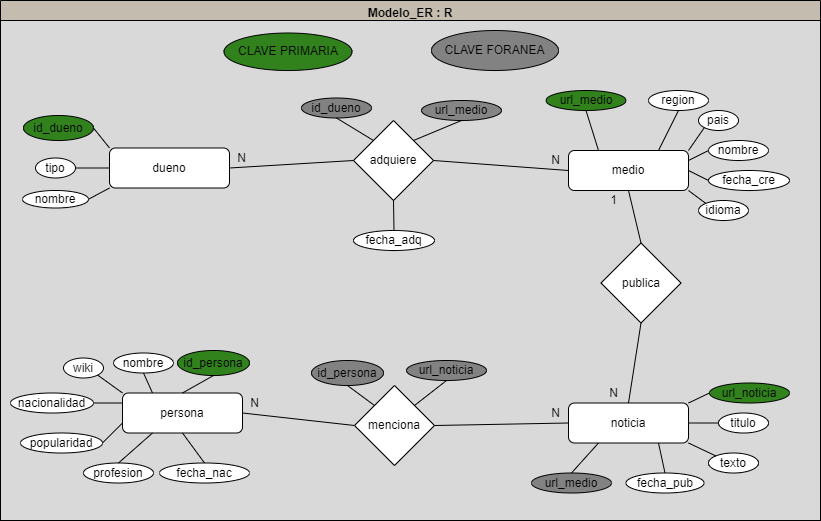 Modelo_ER : R
CLAVE PRIMARIA
CLAVE FORANEA
id_dueno
tipo
nombre
dueno
N
id_dueno
url_medio
adquiere
fecha_adq
N
url_medio
region
pais
nombre
fecha_cre
idioma
medio
1
publica
N
wiki
nombre
id_persona
nacionalidad
popularidad
profesion
fecha_nac
persona
N
id_persona
url_noticia
menciona
N
noticia
url_noticia
titulo
texto
url_medio
fecha_pub